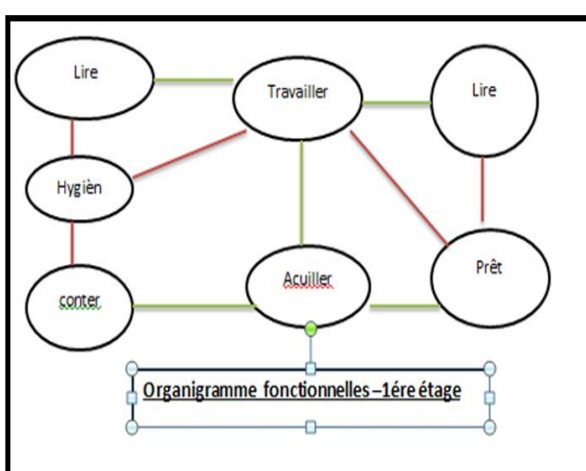 Lire
Travailler
Lire
Hygièn
Prêt
Acuiller
conter
Organigramme fonctionnelles –1ére étage